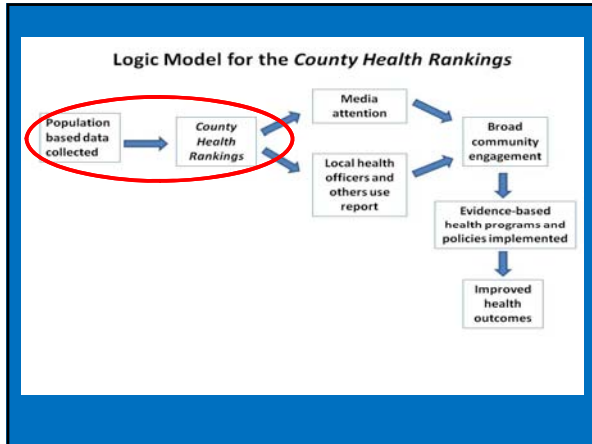 Logic Model for the County Health Rankings
Population
based data
collected
County
Health
Rankings
Media
attention
Local health
officers and
others use
report
Broad
community
engagement
Evidence-based
health programs and
policies implemented
Improved
health
outcomes